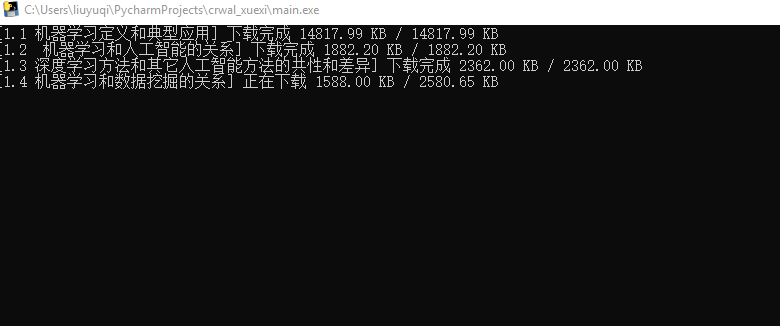 C:\Users\liuyuqi\PycharmProjects\crwal_xuexi\main.exe
[1.1 机器学习定义和典型应用] 下载完成 14817.99 KB / 14817.99 KB
[1.2  机器学习和人工智能的关系] 下载完成 1882.20 KB / 1882.20 KB
[1.3 深度学习方法和其它人工智能方法的共性和差异] 下载完成 2362.00 KB / 2362.00 KB
[1.4 机器学习和数据挖掘的关系] 正在下载 1588.00 KB / 2580.65 KB